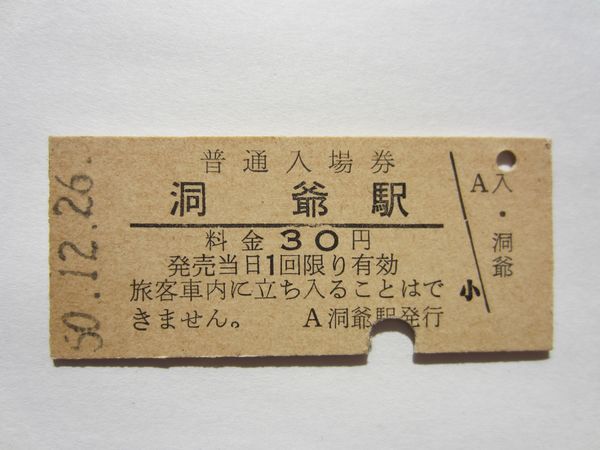 50.12.26.
普通入場券
洞爺駅
料金30円
発売当日1回限り有効
旅客車内に立ち入ることはで
きません。 A洞爺駅発行
A入・洞爺
小